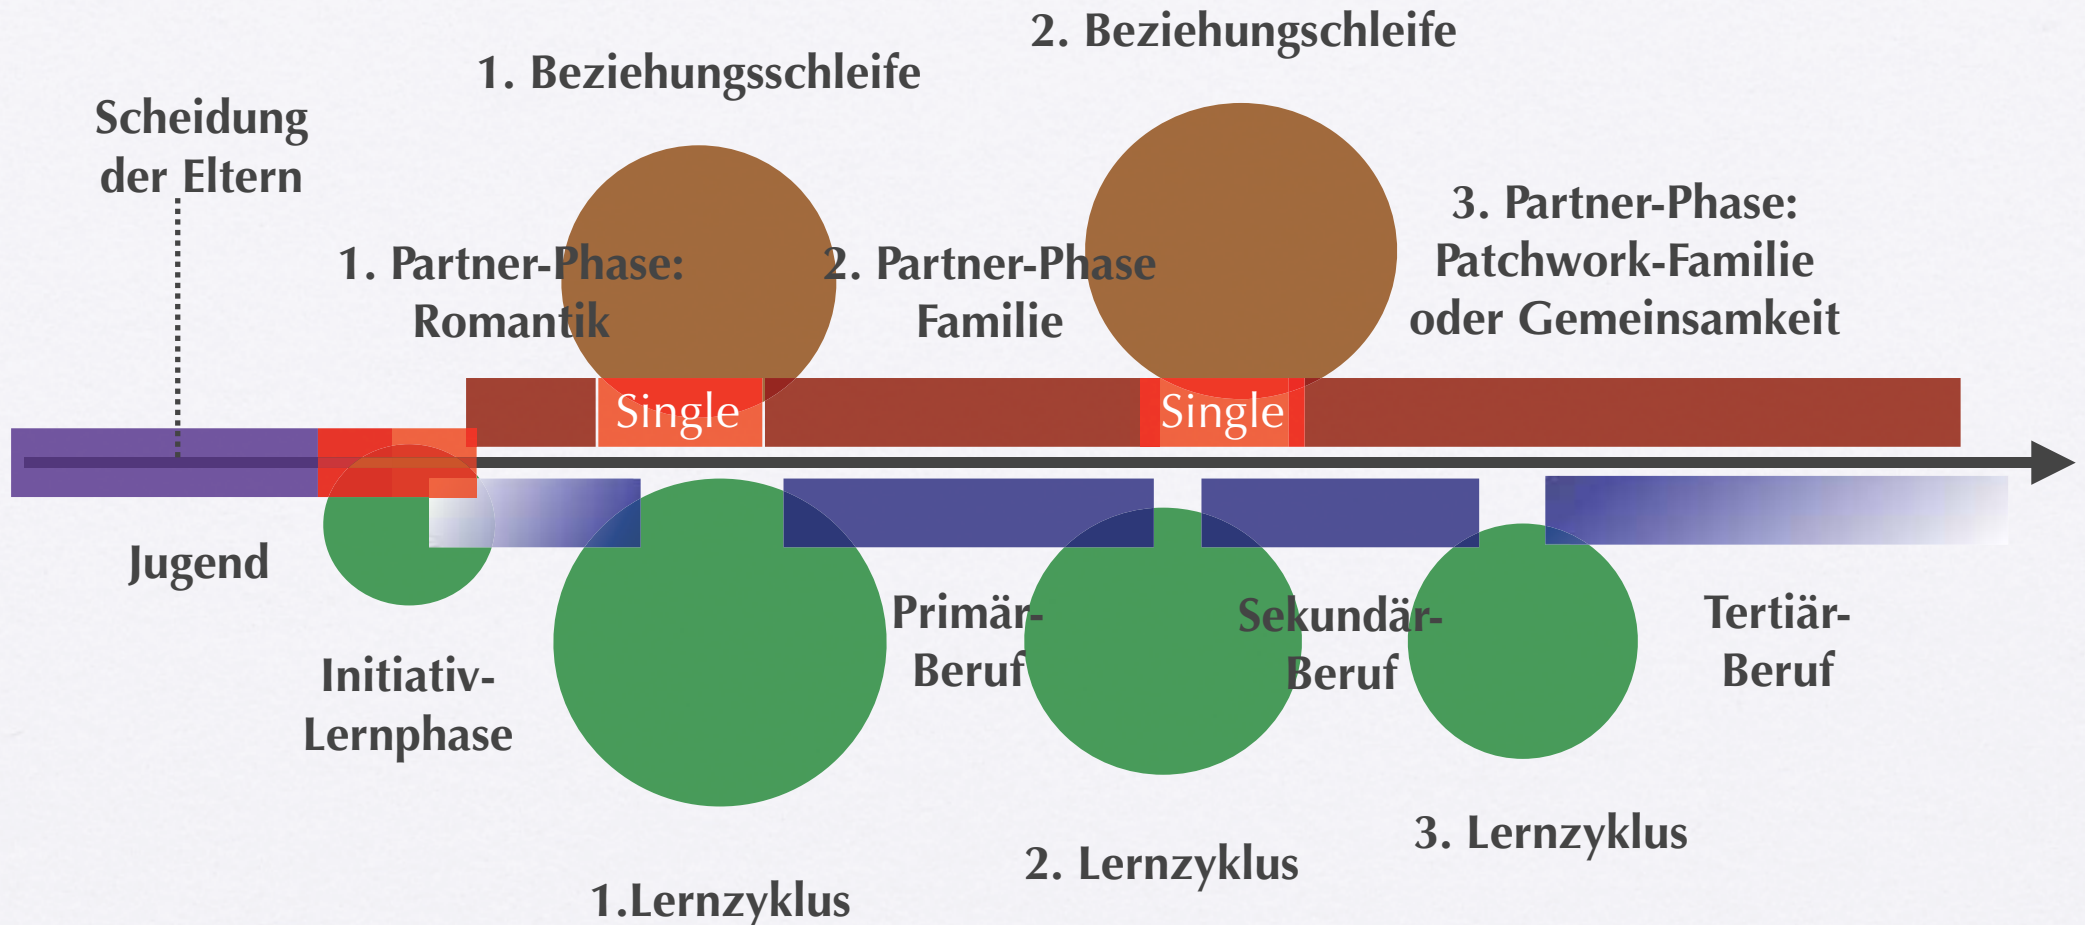 2. Beziehungschleife
1. Beziehungsschleife
Scheidung
der Eltern
1. Partner-Phase:
Romantik
2. Partner-Phase
Familie
3. Partner-Phase:
Patchwork-Familie
oder Gemeinsamkeit
Single
Single
Jugend
Initiativ-
Lernphase
Primär-
Beruf
Sekundär-
Beruf
Tertiär-
Beruf
1.Lernzyklus
2. Lernzyklus
3. Lernzyklus